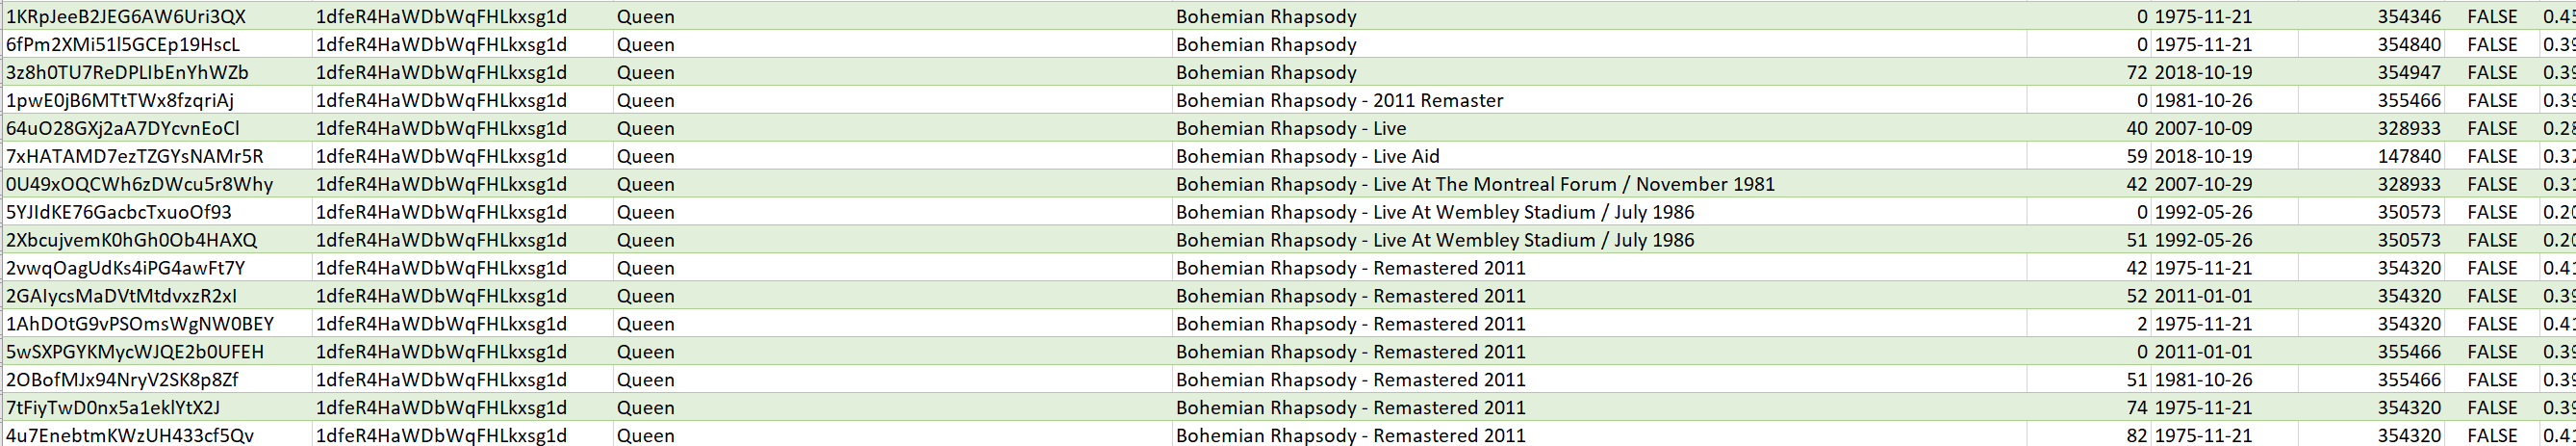 1KRpJeeB2JEG6AW6Uri3QX 1dfeR4HaWDbWqFHLkxsg1d Queen Bohemian Rhapsody 0 1975-11-21 354346 FALSE 0.45
6fPm2XMi51l5GCEp19HscL 1dfeR4HaWDbWqFHLkxsg1d Queen Bohemian Rhapsody 0 1975-11-21 354840 FALSE 0.39
3z8h0TU7ReDPLIbEnYhWZb 1dfeR4HaWDbWqFHLkxsg1d Queen Bohemian Rhapsody 72 2018-10-19 354947 FALSE 0.39
1pwE0jB6MTtTWx8fzqriAj 1dfeR4HaWDbWqFHLkxsg1d Queen Bohemian Rhapsody - 2011 Remaster 0 1981-10-26 355466 FALSE 0.39
64uO28GXj2aA7DYcvnEoCl 1dfeR4HaWDbWqFHLkxsg1d Queen Bohemian Rhapsody - Live 40 2007-10-09 328933 FALSE 0.28
7xHATAMD7ezTZGYsNAMr5R 1dfeR4HaWDbWqFHLkxsg1d Queen Bohemian Rhapsody - Live Aid 59 2018-10-19 147840 FALSE 0.37
0U49xOQCWh6zDWcu5r8Why 1dfeR4HaWDbWqFHLkxsg1d Queen Bohemian Rhapsody - Live At The Montreal Forum / November 1981 42 2007-10-29 328933 FALSE 0.31
5YJIdKE76GacbcTxuoOf93 1dfeR4HaWDbWqFHLkxsg1d Queen Bohemian Rhapsody - Live At Wembley Stadium / July 1986 0 1992-05-26 350573 FALSE 0.20
2XbcujvemK0hGh0Ob4HAXQ 1dfeR4HaWDbWqFHLkxsg1d Queen Bohemian Rhapsody - Live At Wembley Stadium / July 1986 51 1992-05-26 350573 FALSE 0.20
2vwqOagUdKs4iPG4awFt7Y 1dfeR4HaWDbWqFHLkxsg1d Queen Bohemian Rhapsody - Remastered 2011 42 1975-11-21 354320 FALSE 0.41
2GAIycsMaDVtMtdvxzR2xI 1dfeR4HaWDbWqFHLkxsg1d Queen Bohemian Rhapsody - Remastered 2011 52 2011-01-01 354320 FALSE 0.39
1AhDOtG9vPSOmsWgNW0BEY 1dfeR4HaWDbWqFHLkxsg1d Queen Bohemian Rhapsody - Remastered 2011 2 1975-11-21 354320 FALSE 0.41
5wSXPGYKMycWJQE2b0UFEH 1dfeR4HaWDbWqFHLkxsg1d Queen Bohemian Rhapsody - Remastered 2011 0 2011-01-01 355466 FALSE 0.39
2OBofMJx94NryV2SK8p8Zf 1dfeR4HaWDbWqFHLkxsg1d Queen Bohemian Rhapsody - Remastered 2011 51 1981-10-26 355466 FALSE 0.39
7tFiyTwD0nx5a1eklYtX2J 1dfeR4HaWDbWqFHLkxsg1d Queen Bohemian Rhapsody - Remastered 2011 74 1975-11-21 354320 FALSE 0.39
4u7EnebtmKWzUH433cf5Qv 1dfeR4HaWDbWqFHLkxsg1d Queen Bohemian Rhapsody - Remastered 2011 82 1975-11-21 354320 FALSE 0.41